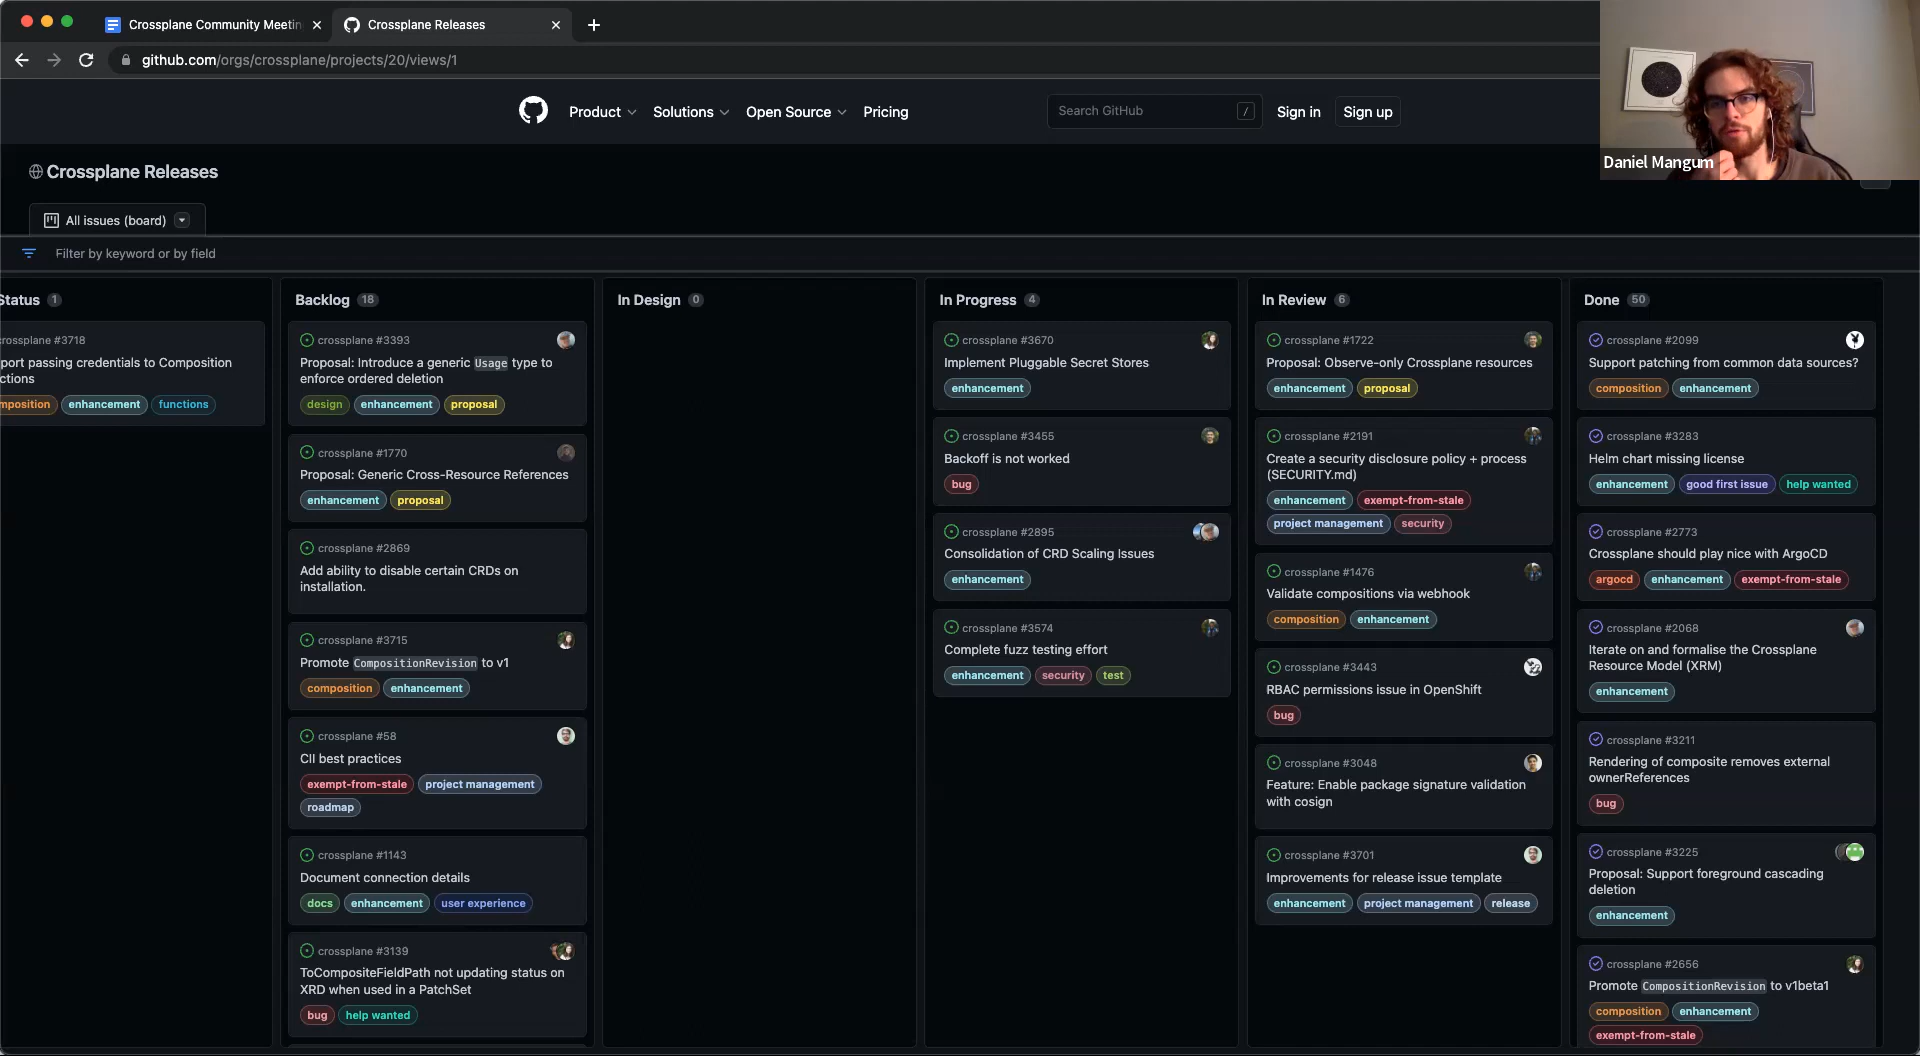 Crossplane Community Meetin
Crossplane Releases
github.com/orgs/crossplane/projects/20/views/1
Product
Solutions
Open Source
Pricing
Search GitHub
/
Sign in
Sign up
Daniel Mangum
Crossplane Releases
All issues (board)
Filter by keyword or by field
Status 1
crossplane #3718
port passing credentials to Composition
ctions
mposition enhancement functions
Backlog 18
crossplane #3393
Proposal: Introduce a generic Usage type to
enforce ordered deletion
design enhancement proposal
crossplane #1770
Proposal: Generic Cross-Resource References
enhancement proposal
crossplane #2869
Add ability to disable certain CRDs on
installation.
crossplane #3715
Promote CompositionRevision to v1
composition enhancement
crossplane #58
CII best practices
exempt-from-stale project management
roadmap
crossplane #1143
Document connection details
docs enhancement user experience
crossplane #3139
ToCompositeFieldPath not updating status on
XRD when used in a PatchSet
bug help wanted
In Design 0
In Progress 4
crossplane #3670
Implement Pluggable Secret Stores
enhancement
crossplane #3455
Backoff is not worked
bug
crossplane #2895
Consolidation of CRD Scaling Issues
enhancement
crossplane #3574
Complete fuzz testing effort
enhancement security test
In Review 6
crossplane #1722
Proposal: Observe-only Crossplane resources
enhancement proposal
crossplane #2191
Create a security disclosure policy + process
(SECURITY.md)
enhancement exempt-from-stale
project management security
crossplane #1476
Validate compositions via webhook
composition enhancement
crossplane #3443
RBAC permissions issue in OpenShift
bug
crossplane #3048
Feature: Enable package signature validation
with cosign
crossplane #3701
Improvements for release issue template
enhancement project management release
Done 50
crossplane #2099
Support patching from common data sources?
composition enhancement
crossplane #3283
Helm chart missing license
enhancement good first issue help wanted
crossplane #2773
Crossplane should play nice with ArgoCD
argocd enhancement exempt-from-stale
crossplane #2068
Iterate on and formalise the Crossplane
Resource Model (XRM)
enhancement
crossplane #3211
Rendering of composite removes external
ownerReferences
bug
crossplane #3225
Proposal: Support foreground cascading
deletion
enhancement
crossplane #2656
Promote CompositionRevision to v1beta1
composition enhancement
exempt-from-stale